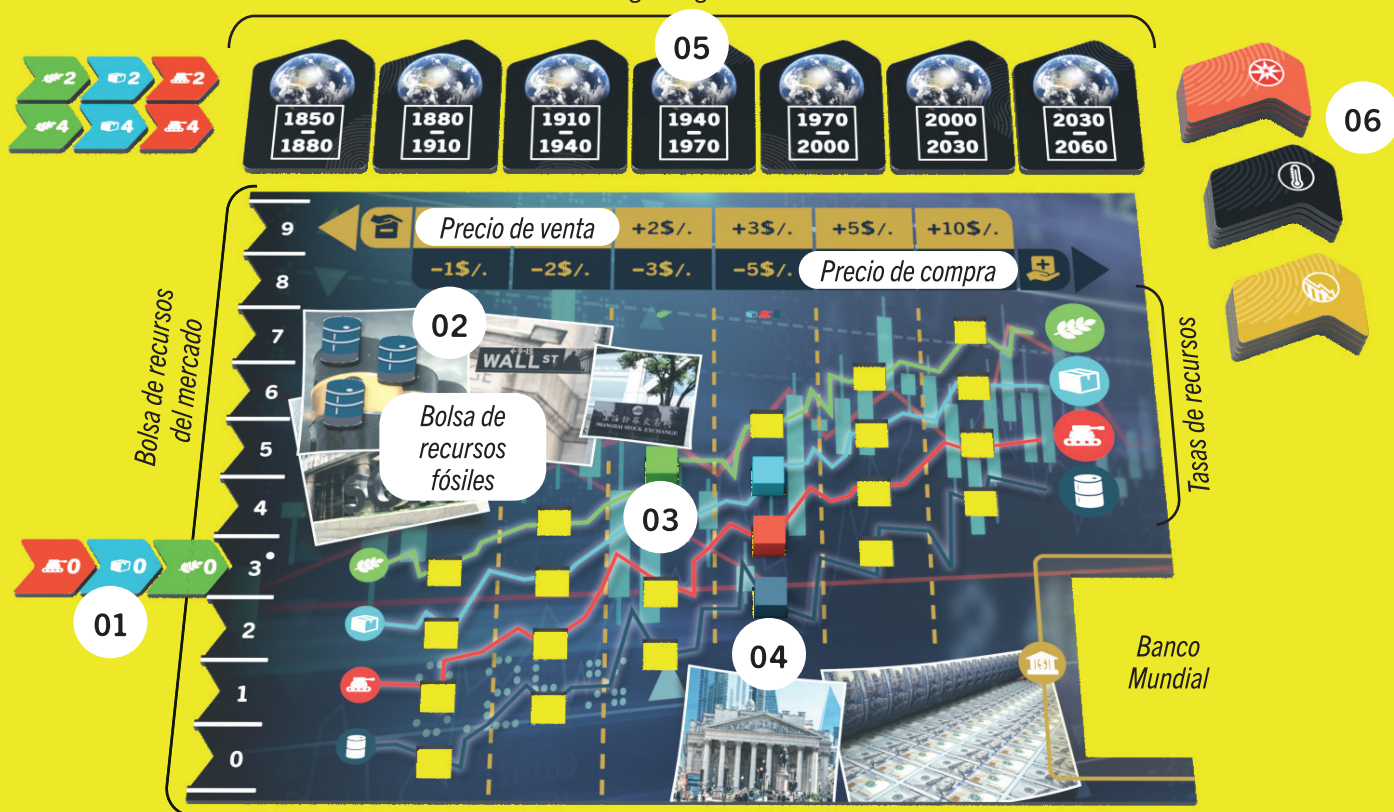 05
2 2 2
4 4 4
1850
1880
1880
1910
1910
1940
1940
1970
1970
2000
2000
2030
2030
2060
06
9
Precio de venta
+2$/.
+3$/.
+5$/.
+10$/.
8
-1$/.
-2$/.
-3$/.
-5$/.
Precio de compra
Bolsa de recursos
del mercado
7
02
WALL ST
6
SHANGHAI STOCK EXCHANGE
Bolsa de
recursos
fósiles
5
4
03
Tasas de recursos
0 0 0
3
01
2
04
1
0
Banco
Mundial